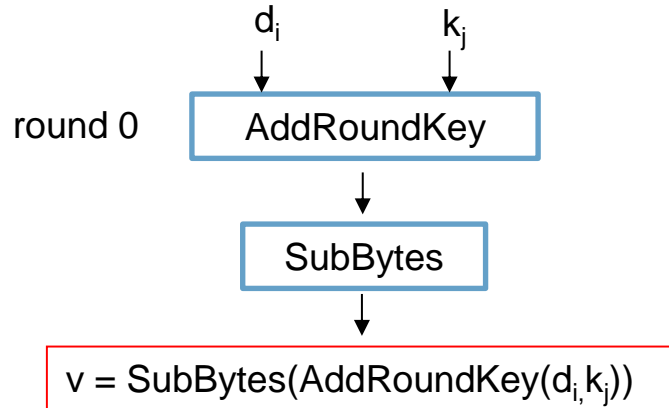 dᵢ kⱼ
round 0 AddRoundKey
SubBytes
v = SubBytes(AddRoundKey(dᵢ,kⱼ))